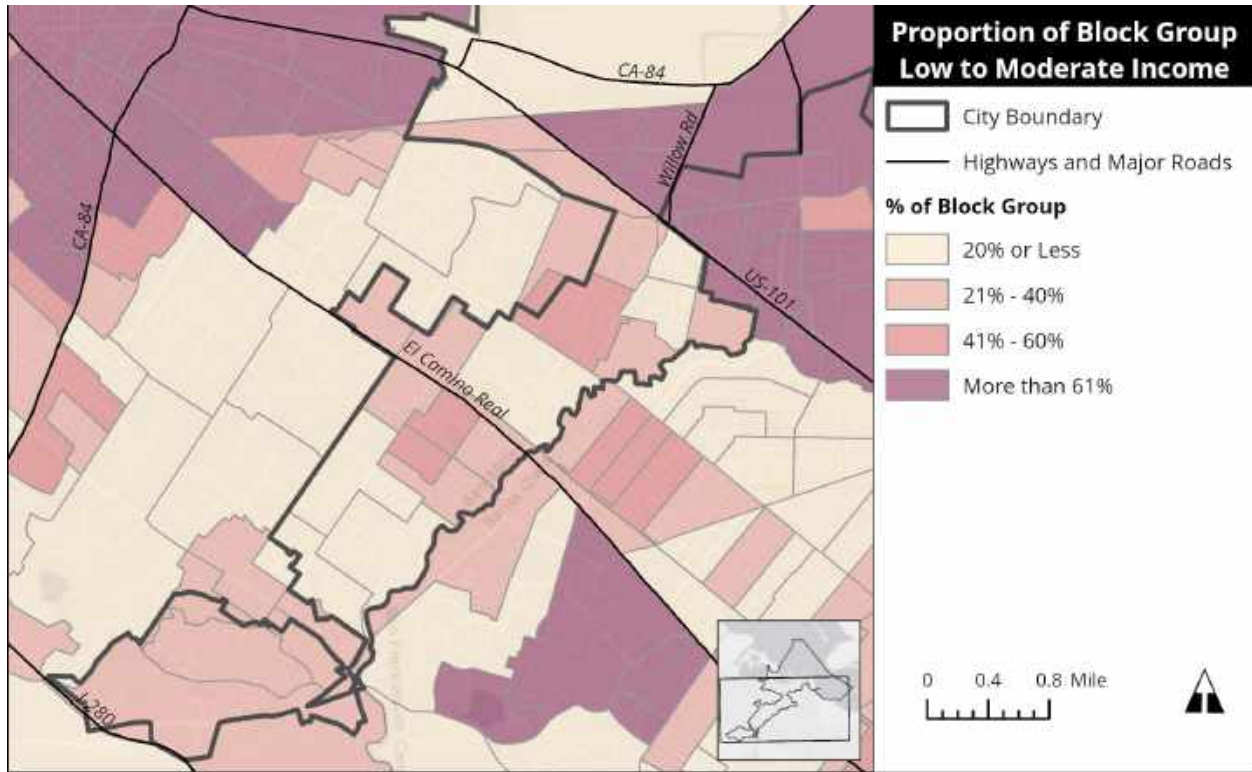 Proportion of Block Group
Low to Moderate Income
City Boundary
Highways and Major Roads
% of Block Group
20% or Less
21% - 40%
41% - 60%
More than 61%
0 0.4 0.8 Mile
CA-84
Willow Rd
CA-84
US-101
El Camino Real
I-280